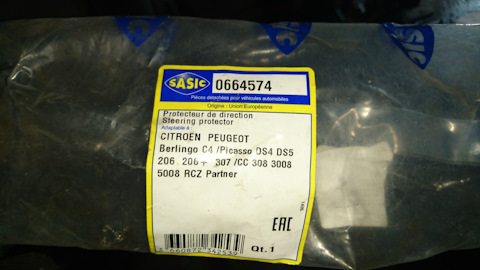 SASIC
SASIC 0664574
Pièces détachées pour véhicules automobiles
Origine: Union Européenne
Protecteur de direction
Steering protector
Adaptable à:
CITROEN PEUGEOT
Berlingo C4 /Picasso DS4 DS5
206 206+ 307 /CC 308 3008
5008 RCZ Partner
EAC
Qt.1